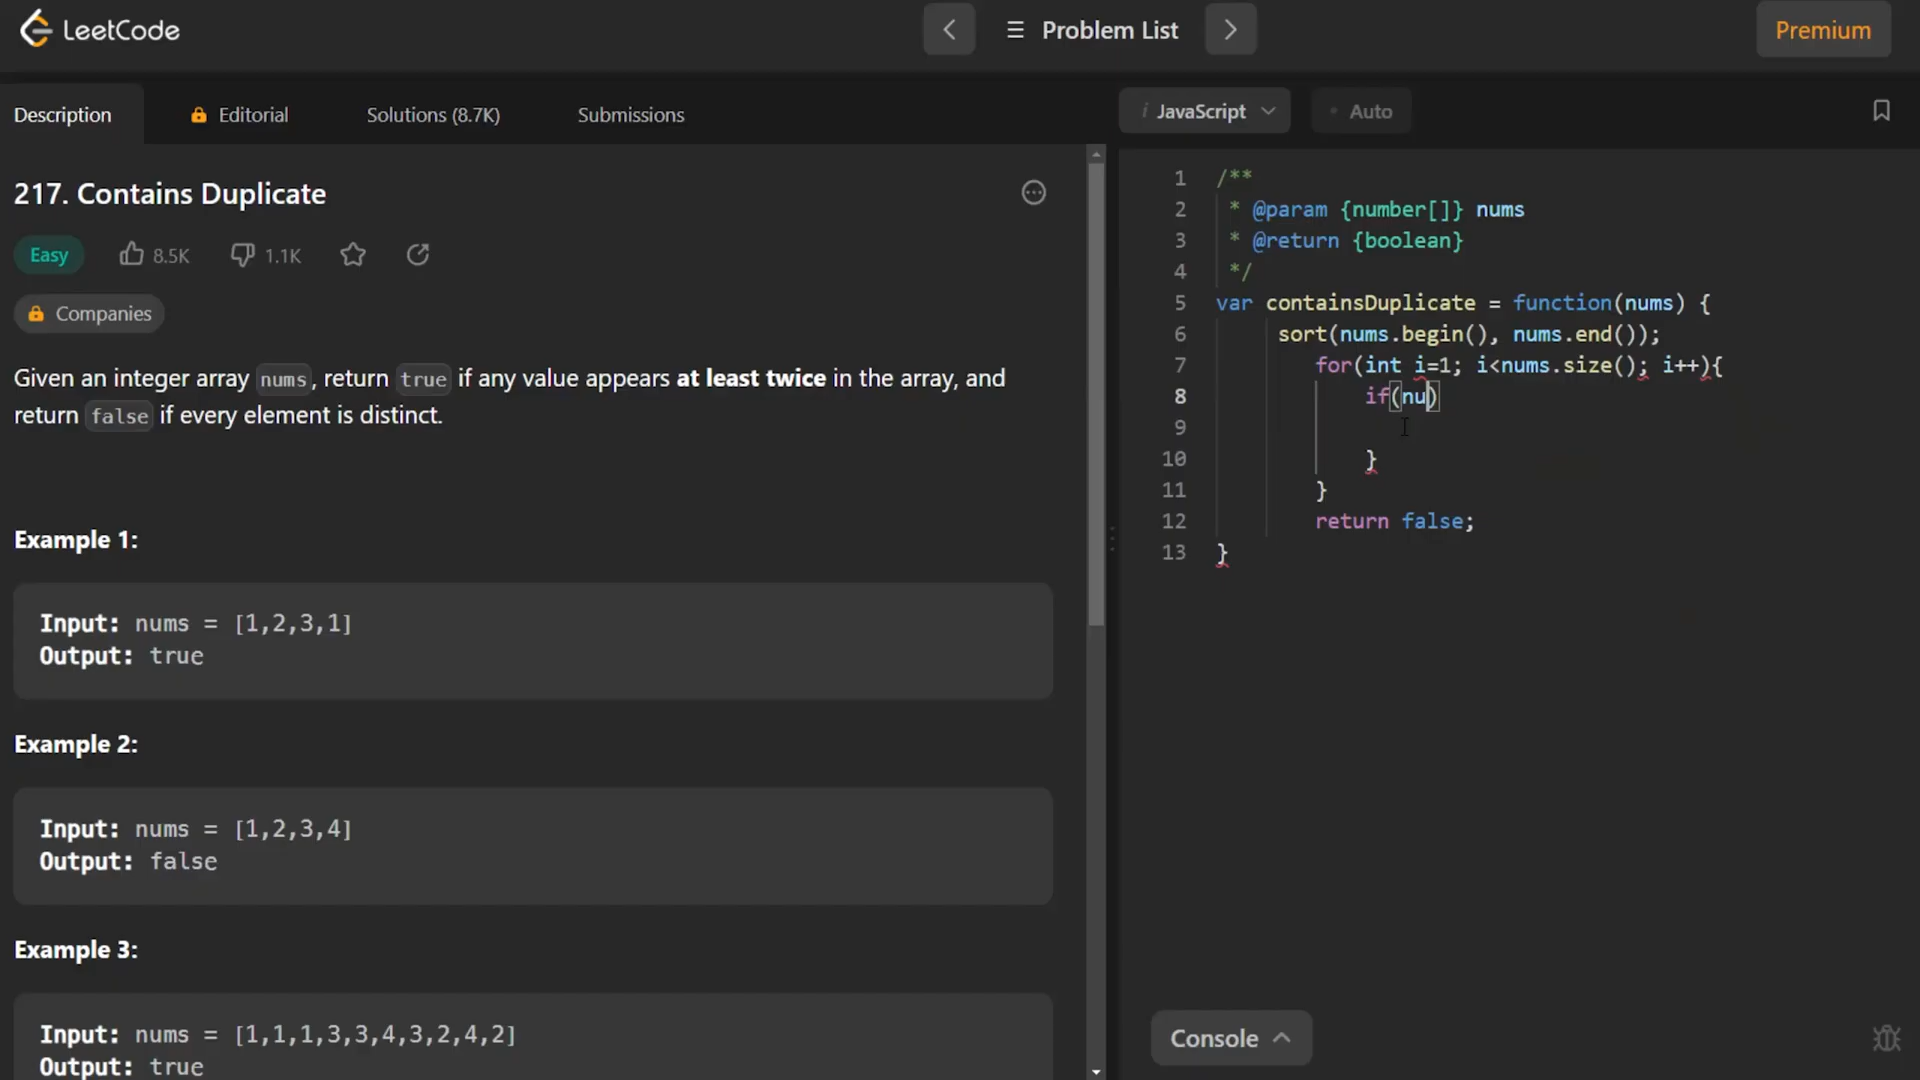 LeetCode
Problem List
Premium
Description
Editorial
Solutions (8.7K)
Submissions
i JavaScript
Auto
217. Contains Duplicate
Easy
8.5K
1.1K
Companies
Given an integer array nums, return true if any value appears at least twice in the array, and
return false if every element is distinct.
Example 1:
Input: nums = [1,2,3,1]
Output: true
Example 2:
Input: nums = [1,2,3,4]
Output: false
Example 3:
Input: nums = [1,1,1,3,3,4,3,2,4,2]
Output: true
1 /**
2 * @param {number[]} nums
3 * @return {boolean}
4 */
5 var containsDuplicate = function(nums) {
6 sort(nums.begin(), nums.end());
7 for(int i=1; i<nums.size(); i++){
8 if(nu)
9
10 }
11 }
12 return false;
13 }
Console